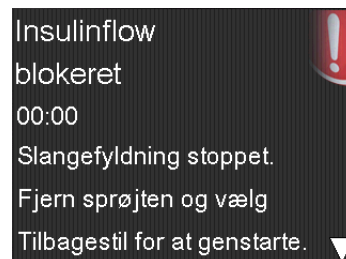 Insulinflow
blokeret
00:00
Slangefyldning stoppet.
Fjern sprøjten og vælg
Tilbagestil for at genstarte.